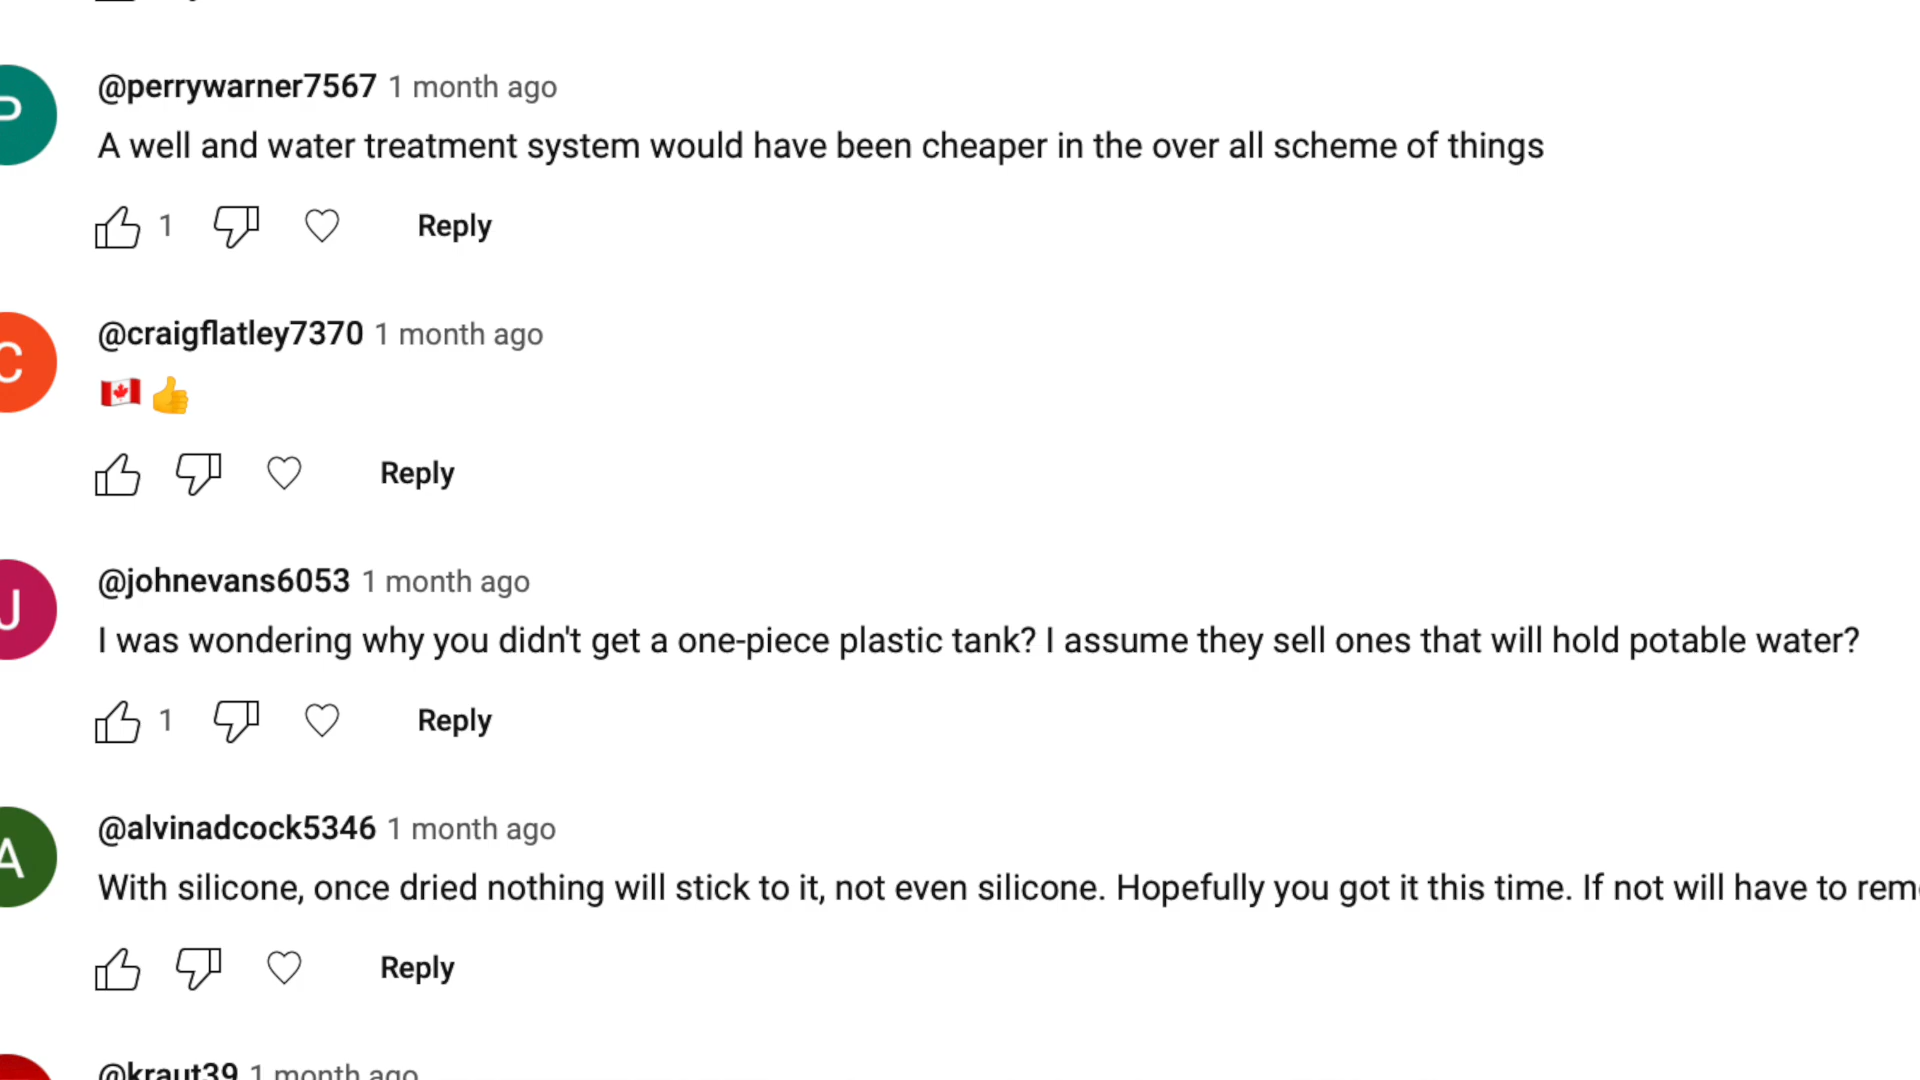 P
@perrywarner7567 1 month ago
A well and water treatment system would have been cheaper in the over all scheme of things
1 Reply
C
@craigflatley7370 1 month ago
🇨🇦 👍
Reply
J
@johnevans6053 1 month ago
I was wondering why you didn't get a one-piece plastic tank? I assume they sell ones that will hold potable water?
1 Reply
A
@alvinadcock5346 1 month ago
With silicone, once dried nothing will stick to it, not even silicone. Hopefully you got it this time. If not will have to
Reply
@kraut39 1 month ago